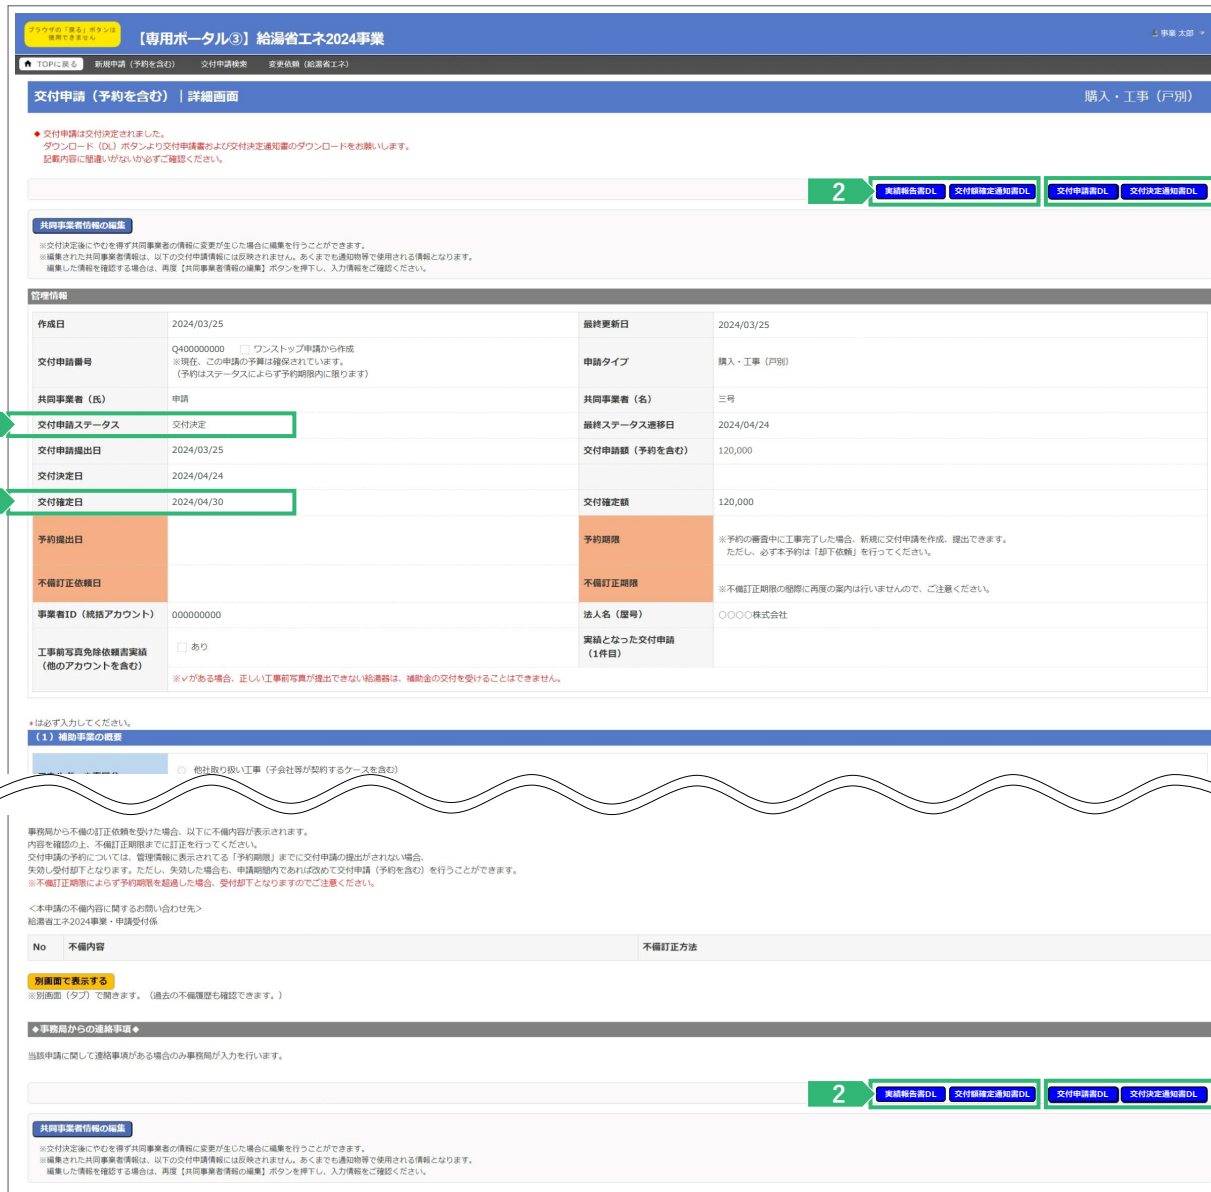 ブラウザの「戻る」ボタンは
使用できません
【専用ポータル③】給湯省エネ2024事業
事業 太郎
TOPに戻る 新規申請（予約を含む） 交付申請検索 変更依頼（給湯省エネ）
交付申請（予約を含む）｜詳細画面
購入・工事（戸別）
◆ 交付申請は交付決定されました。
ダウンロード（DL）ボタンより交付申請書および交付決定通知書のダウンロードをお願いします。
記載内容に間違いがないか必ずご確認ください。
2 実績報告書DL 交付額確定通知書DL 交付申請書DL 交付決定通知書DL
共同事業者情報の編集
※交付決定後にやむを得ず共同事業者の情報に変更が生じた場合に編集を行うことができます。
※編集された共同事業者情報は、以下の交付申請情報には反映されません。あくまでも通知物等で使用される情報となります。
編集した情報を確認する場合は、再度【共同事業者情報の編集】ボタンを押下し、入力情報をご確認ください。
管理情報
作成日 2024/03/25 最終更新日 2024/03/25
交付申請番号 Q400000000 ワンストップ申請から作成
※現在、この申請の予算は確保されています。
（予約はステータスによらず予約期限内に限ります）
申請タイプ 購入・工事（戸別）
共同事業者（氏） 申請 共同事業者（名） 三号
交付申請ステータス 交付決定 最終ステータス遷移日 2024/04/24
交付申請提出日 2024/03/25 交付申請額（予約を含む） 120,000
交付決定日 2024/04/24
交付確定日 2024/04/30 交付確定額 120,000
予約提出日 予約期限 ※予約の審査中に工事完了した場合、新規に交付申請を作成、提出できます。
ただし、必ず本予約は「却下依頼」を行ってください。
不備訂正依頼日 不備訂正期限 ※不備訂正期限の間際に再度の案内は行いませんので、ご注意ください。
事業者ID（統括アカウント） 000000000 法人名（屋号） ○○○○株式会社
工事前写真免除依頼書実績
（他のアカウントを含む）
あり
実績となった交付申請
（1件目）
※✓がある場合、正しい工事前写真が提出できない給湯器は、補助金の交付を受けることはできません。
*は必ず入力してください。
（1）補助事業の概要
他社取り扱い工事（子会社等が契約するケースを含む）
事務局から不備の訂正依頼を受けた場合、以下に不備内容が表示されます。
内容を確認の上、不備訂正期限までに訂正を行ってください。
交付申請の予約については、管理情報に表示されてる「予約期限」までに交付申請の提出がされない場合、
失効し受付却下となります。ただし、失効した場合も、申請期間内であれば改めて交付申請（予約を含む）を行うことができます。
※不備訂正期限によらず予約期限を超過した場合、受付却下となりますのでご注意ください。
＜本申請の不備内容に関するお問い合わせ先＞
給湯省エネ2024事業・申請受付係
No 不備内容 不備訂正方法
別画面で表示する
※別画面（タブ）で開きます。（過去の不備履歴も確認できます。）
◆事務局からの連絡事項◆
当該申請に関して連絡事項がある場合のみ事務局が入力を行います。
2 実績報告書DL 交付額確定通知書DL 交付申請書DL 交付決定通知書DL
共同事業者情報の編集
※交付決定後にやむを得ず共同事業者の情報に変更が生じた場合に編集を行うことができます。
※編集された共同事業者情報は、以下の交付申請情報には反映されません。あくまでも通知物等で使用される情報となります。
編集した情報を確認する場合は、再度【共同事業者情報の編集】ボタンを押下し、入力情報をご確認ください。